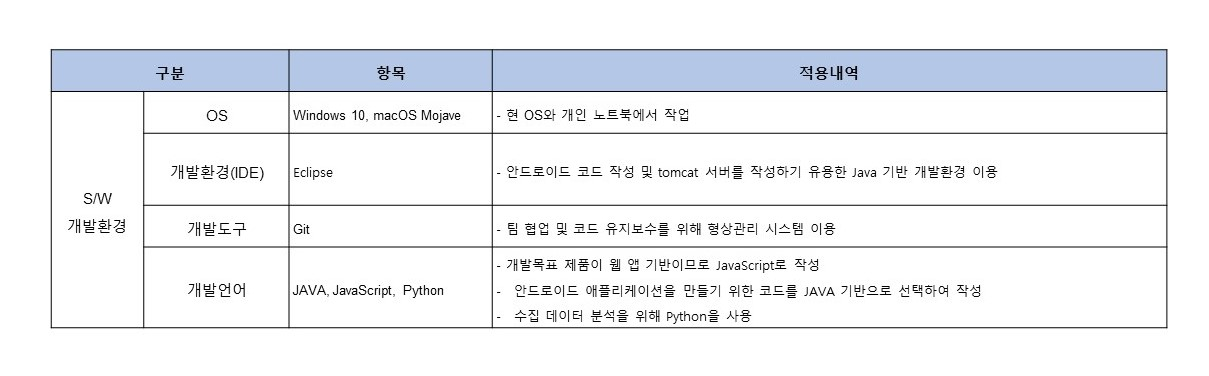 구분 항목 적용내역
OS Windows 10, macOS Mojave - 현 OS와 개인 노트북에서 작업
개발환경(IDE) Eclipse - 안드로이드 코드 작성 및 tomcat 서버를 작성하기 유용한 Java 기반 개발환경 이용
S/W
개발환경
개발도구 Git - 팀 협업 및 코드 유지보수를 위해 형상관리 시스템 이용
개발언어 JAVA, JavaScript, Python
- 개발목표 제품이 웹 앱 기반이므로 JavaScript로 작성
- 안드로이드 애플리케이션을 만들기 위한 코드를 JAVA 기반으로 선택하여 작성
- 수집 데이터 분석을 위해 Python을 사용